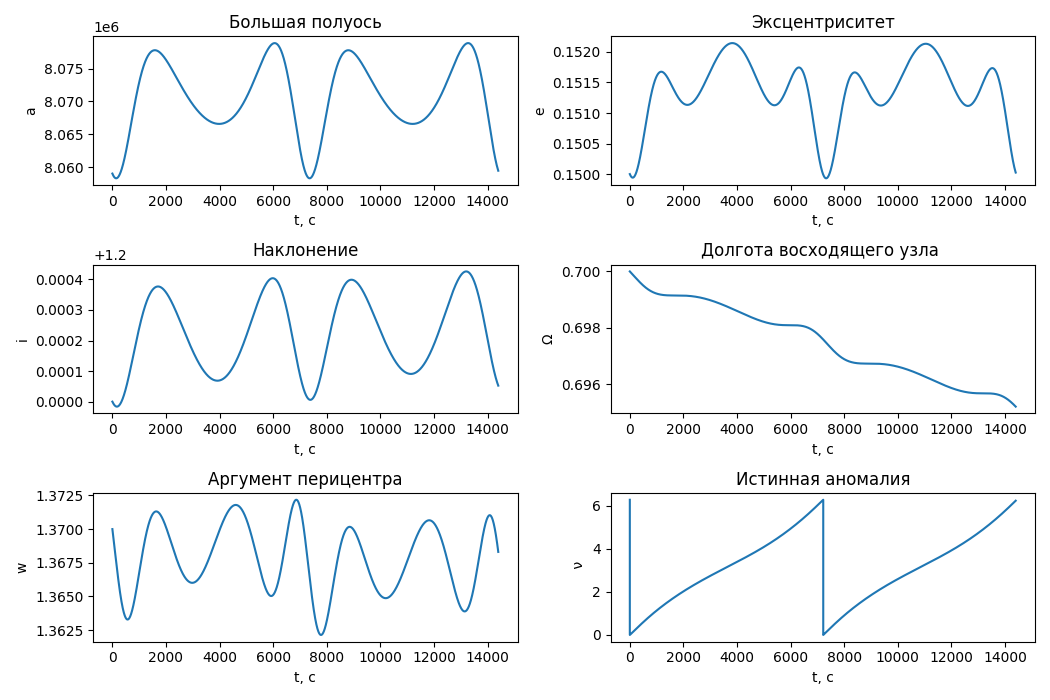 Большая полуось
1e6
8.075
8.070
8.065
8.060
a
0 2000 4000 6000 8000 10000 12000 14000
t, c
Эксцентриситет
0.1520
0.1515
0.1510
0.1505
0.1500
e
0 2000 4000 6000 8000 10000 12000 14000
t, c
Наклонение
+1.2
0.0004
0.0003
0.0002
0.0001
0.0000
i
0 2000 4000 6000 8000 10000 12000 14000
t, c
Долгота восходящего узла
0.700
0.698
0.696
Ω
0 2000 4000 6000 8000 10000 12000 14000
t, c
Аргумент перицентра
1.3725
1.3700
1.3675
1.3650
1.3625
w
0 2000 4000 6000 8000 10000 12000 14000
t, c
Истинная аномалия
6
4
2
0
ν
0 2000 4000 6000 8000 10000 12000 14000
t, c